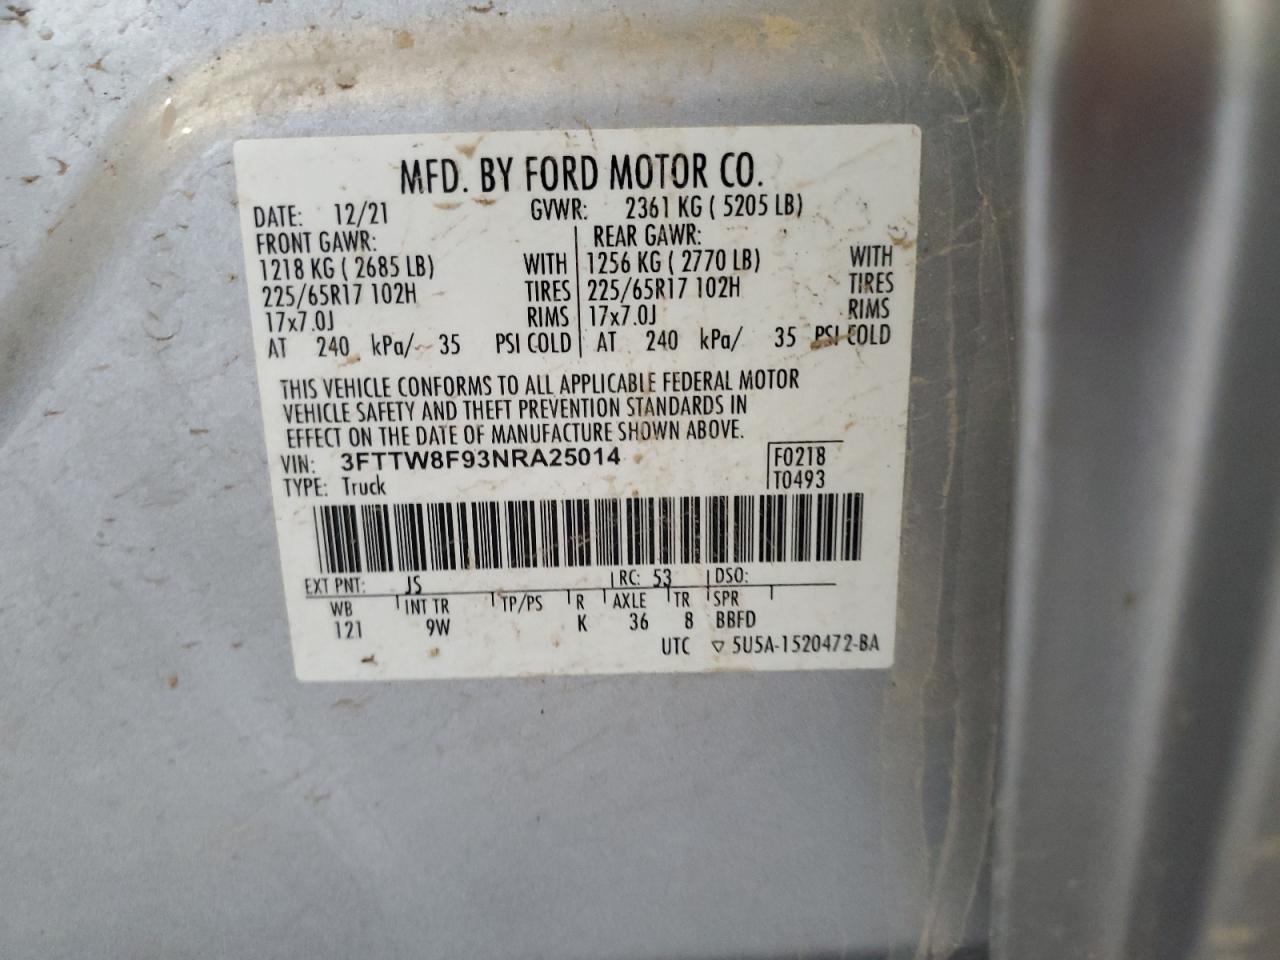 MFD. BY FORD MOTOR CO.
DATE: 12/21 GVWR: 2361 KG ( 5205 LB)
FRONT GAWR: REAR GAWR:
1218 KG ( 2685 LB) WITH 1256 KG ( 2770 LB) WITH
225/65R17 102H TIRES 225/65R17 102H TIRES
17x7.0J RIMS 17x7.0J RIMS
AT 240 kPa/ 35 PSI COLD AT 240 kPa/ 35 PSI COLD
THIS VEHICLE CONFORMS TO ALL APPLICABLE FEDERAL MOTOR
VEHICLE SAFETY AND THEFT PREVENTION STANDARDS IN
EFFECT ON THE DATE OF MANUFACTURE SHOWN ABOVE.
VIN: 3FTTW8F93NRA25014 F0218
TYPE: Truck T0493
EXT PNT: JS RC: 53 DSO:
WB INT TR TP/PS R AXLE TR SPR
121 9W K 36 8 BBFD
UTC ▽ 5U5A-1520472-BA